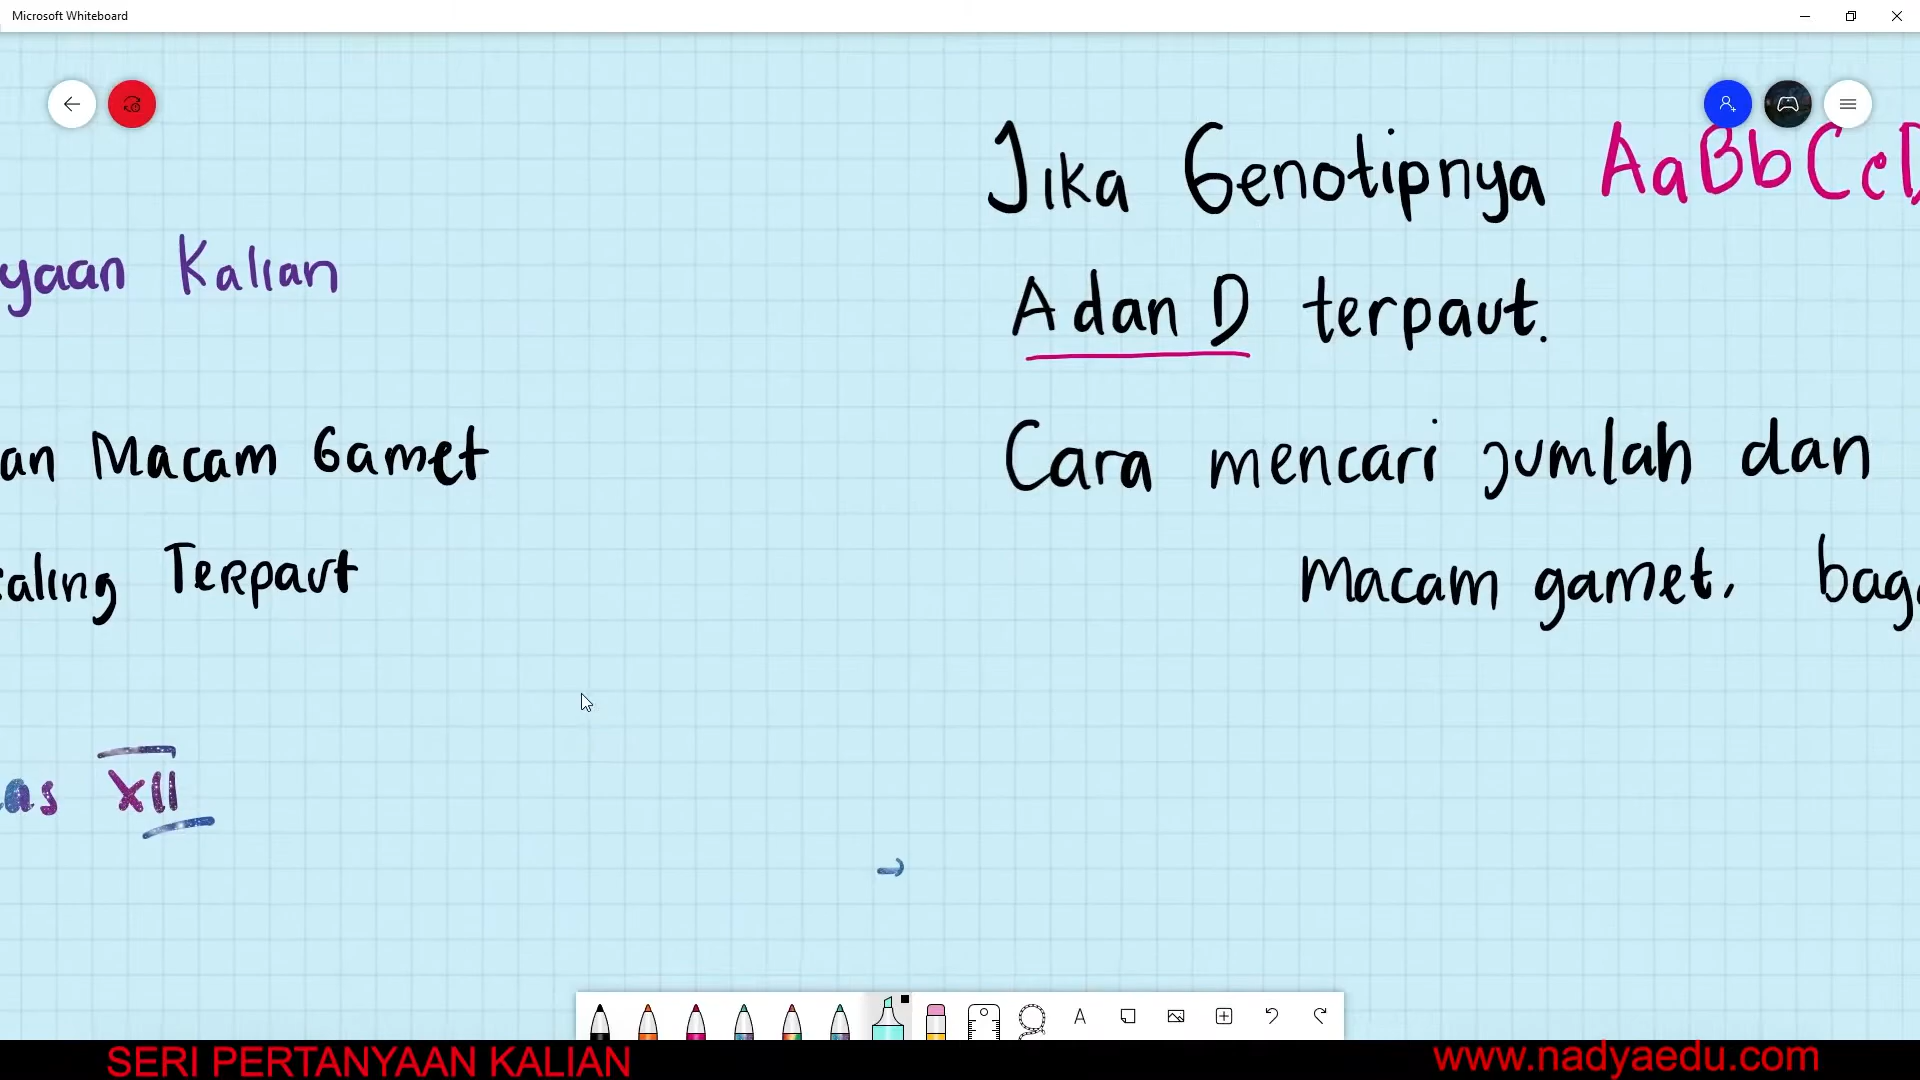 Microsoft Whiteboard
yaan Kalian
an Macam Gamet
aling Terpaut
as XII
Jika Genotipnya AaBbCc
A dan D terpaut.
Cara mencari jumlah dan
Macam gamet, bag
SERI PERTANYAAN KALIAN
www.nadyaedu.com